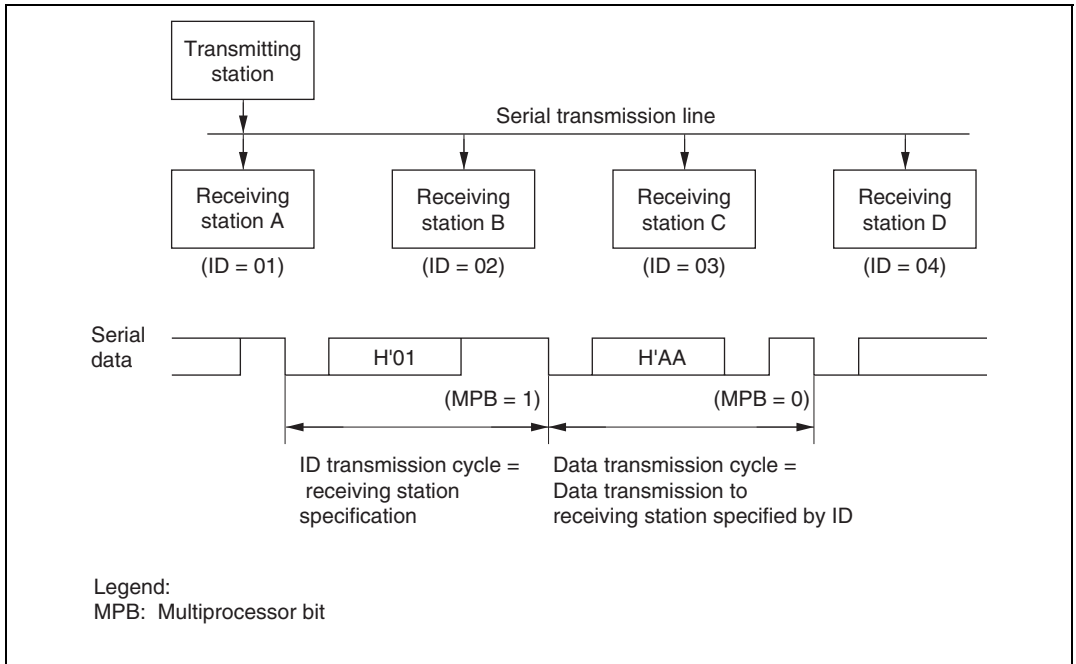 Transmitting
station
Serial transmission line
Receiving
station A
Receiving
station B
Receiving
station C
Receiving
station D
(ID = 01)
(ID = 02)
(ID = 03)
(ID = 04)
Serial
data
H'01
H'AA
(MPB = 1)
(MPB = 0)
ID transmission cycle =
receiving station
specification
Data transmission cycle =
Data transmission to
receiving station specified by ID
Legend:
MPB: Multiprocessor bit